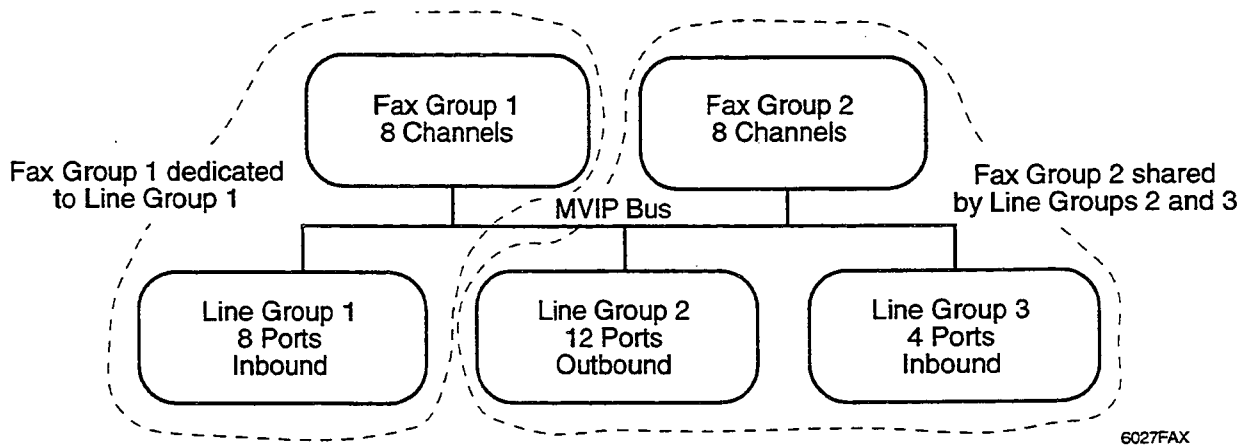 Fax Group 1
8 Channels
Fax Group 2
8 Channels
Fax Group 1 dedicated
to Line Group 1
Fax Group 2 shared
by Line Groups 2 and 3
MVIP Bus
Line Group 1
8 Ports
Inbound
Line Group 2
12 Ports
Outbound
Line Group 3
4 Ports
Inbound
6027FAX